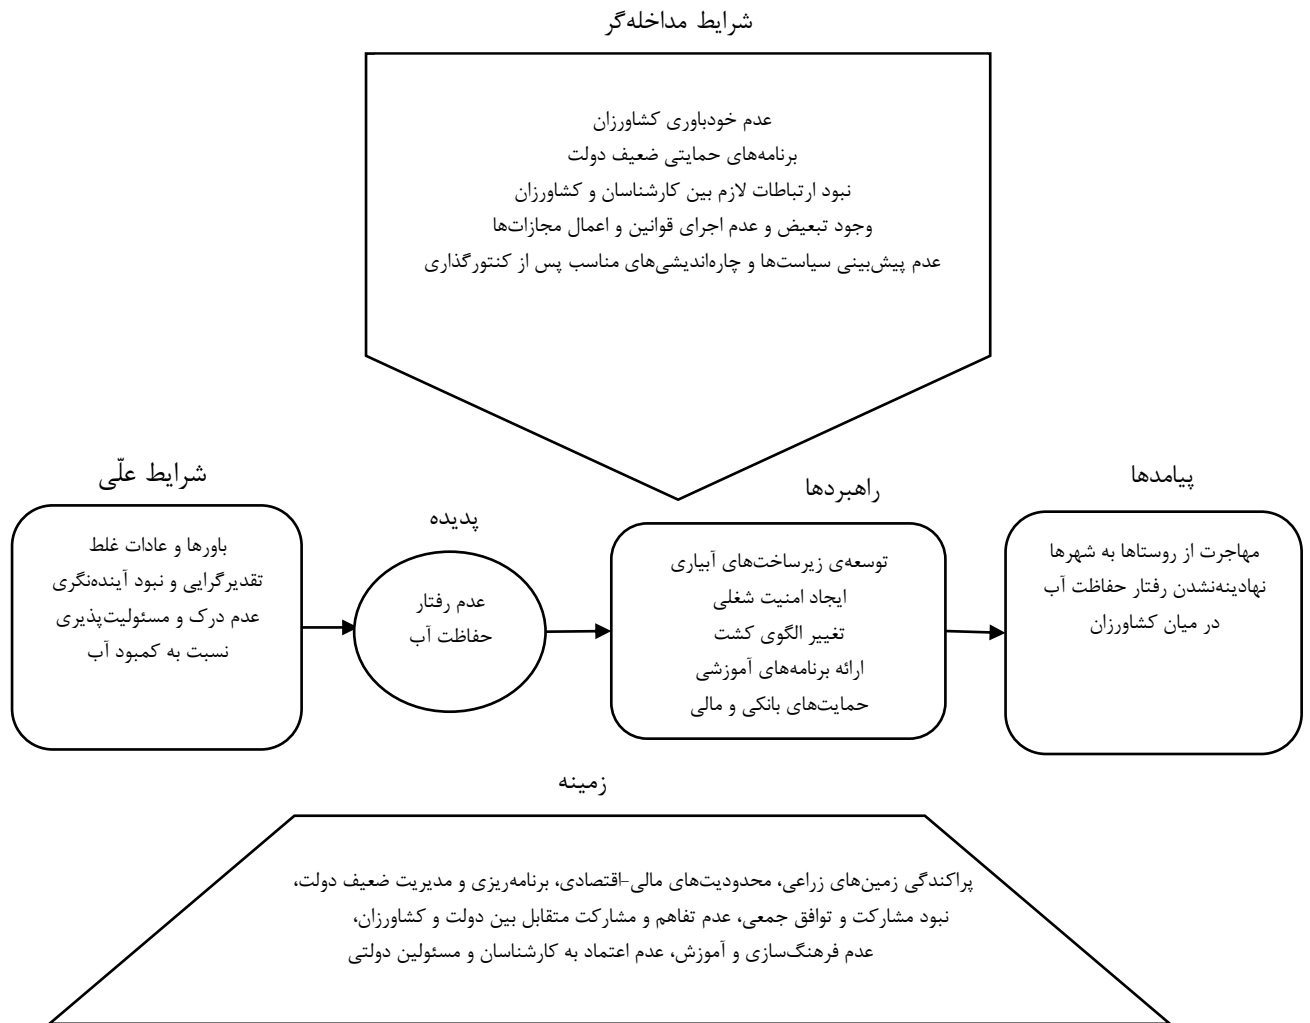 شرایط مداخله‌گر
عدم خودباوری کشاورزان
برنامه‌های حمایتی ضعیف دولت
نبود ارتباطات لازم بین کارشناسان و کشاورزان
وجود تبعیض و عدم اجرای قوانین و اعمال مجازات‌ها
عدم پیش‌بینی سیاست‌ها و چاره‌اندیشی‌های مناسب پس از کنتورگذاری
شرایط علّی
باورها و عادات غلط
تقدیرگرایی و نبود آینده‌نگری
عدم درک و مسئولیت‌پذیری
نسبت به کمبود آب
پدیده
عدم رفتار
حفاظت آب
راهبردها
توسعه‌ی زیرساخت‌های آبیاری
ایجاد امنیت شغلی
تغییر الگوی کشت
ارائه برنامه‌های آموزشی
حمایت‌های بانکی و مالی
پیامدها
مهاجرت از روستاها به شهرها
نهادینه‌نشدن رفتار حفاظت آب
در میان کشاورزان
زمینه
پراکندگی زمین‌های زراعی، محدودیت‌های مالی-اقتصادی، برنامه‌ریزی و مدیریت ضعیف دولت،
نبود مشارکت و توافق جمعی، عدم تفاهم و مشارکت متقابل بین دولت و کشاورزان،
عدم فرهنگ‌سازی و آموزش، عدم اعتماد به کارشناسان و مسئولین دولتی